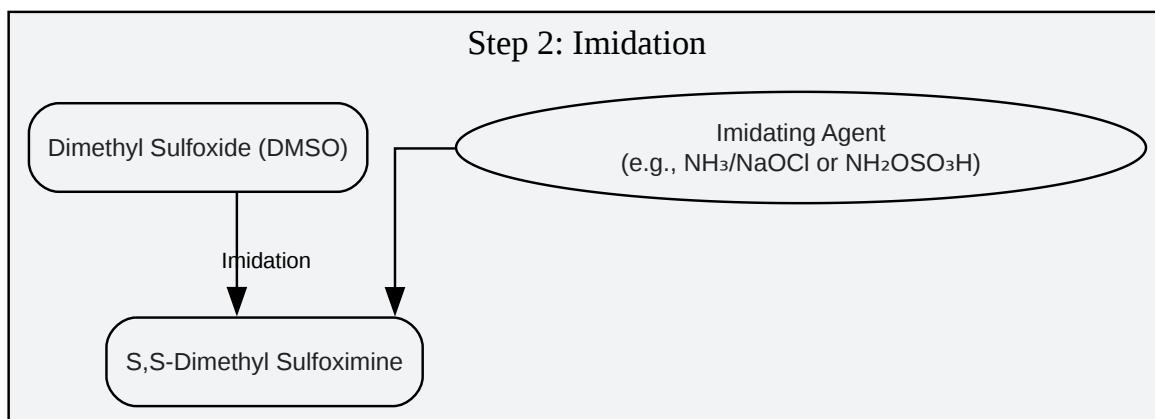 Step 2: Imidation
Dimethyl Sulfoxide (DMSO)
Imidating Agent
(e.g., NH₃/NaOCl or NH₂OSO₃H)
Imidation
S,S-Dimethyl Sulfoximine